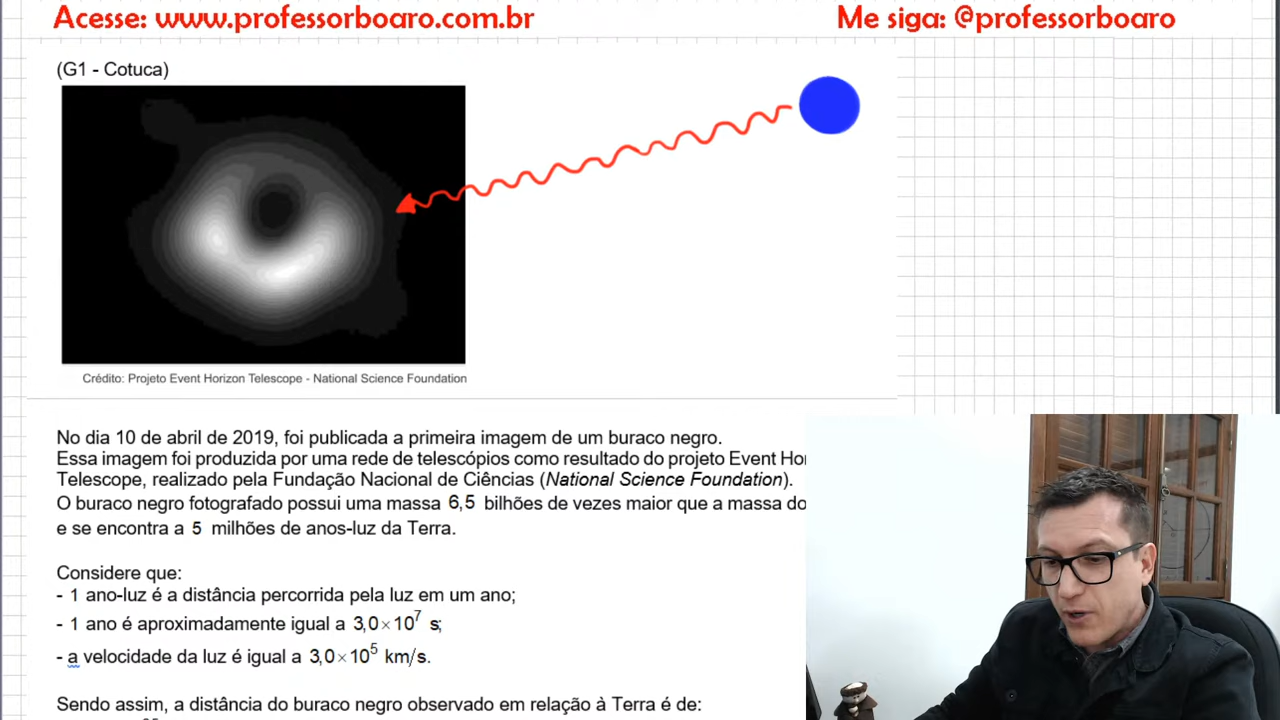 Acesse: www.professorboaro.com.br
Me siga: @professorboaro
(G1 - Cotuca)
Crédito: Projeto Event Horizon Telescope - National Science Foundation
No dia 10 de abril de 2019, foi publicada a primeira imagem de um buraco negro.
Essa imagem foi produzida por uma rede de telescópios como resultado do projeto Event
Telescope, realizado pela Fundação Nacional de Ciências (National Science Foundation).
O buraco negro fotografado possui uma massa 6,5 bilhões de vezes maior que a massa
e se encontra a 5 milhões de anos-luz da Terra.
Considere que:
- 1 ano-luz é a distância percorrida pela luz em um ano;
- 1 ano é aproximadamente igual a 3,0×10⁷ s;
- a velocidade da luz é igual a 3,0×10⁵ km/s.
Sendo assim, a distância do buraco negro observado em relação à Terra é de: